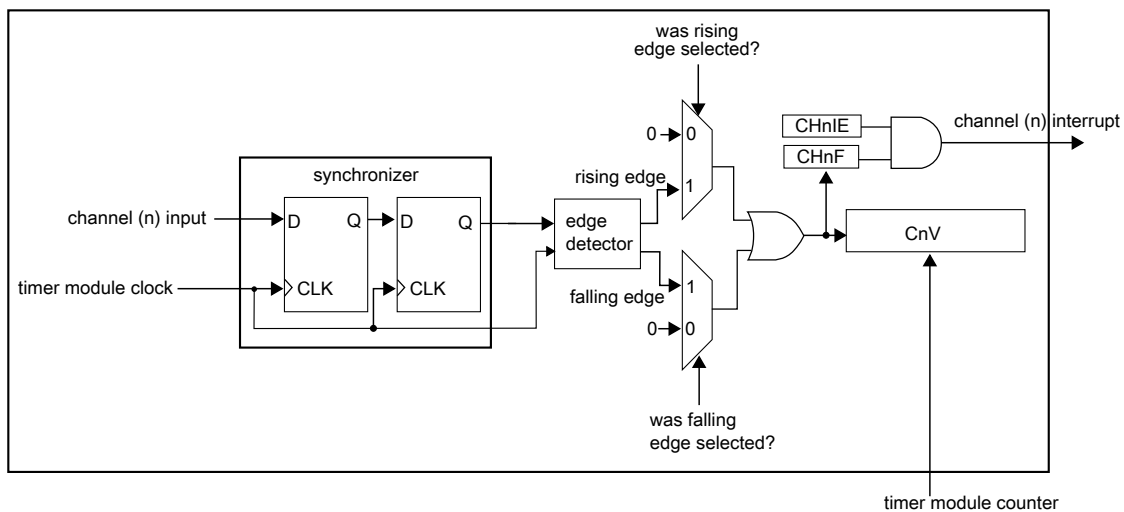 was rising
edge selected?
CHnIE
channel (n) interrupt
0
0
CHnF
synchronizer
rising edge
1
channel (n) input
D
Q
D
Q
edge
detector
CnV
timer module clock
CLK
CLK
falling edge
1
0
0
was falling
edge selected?
timer module counter